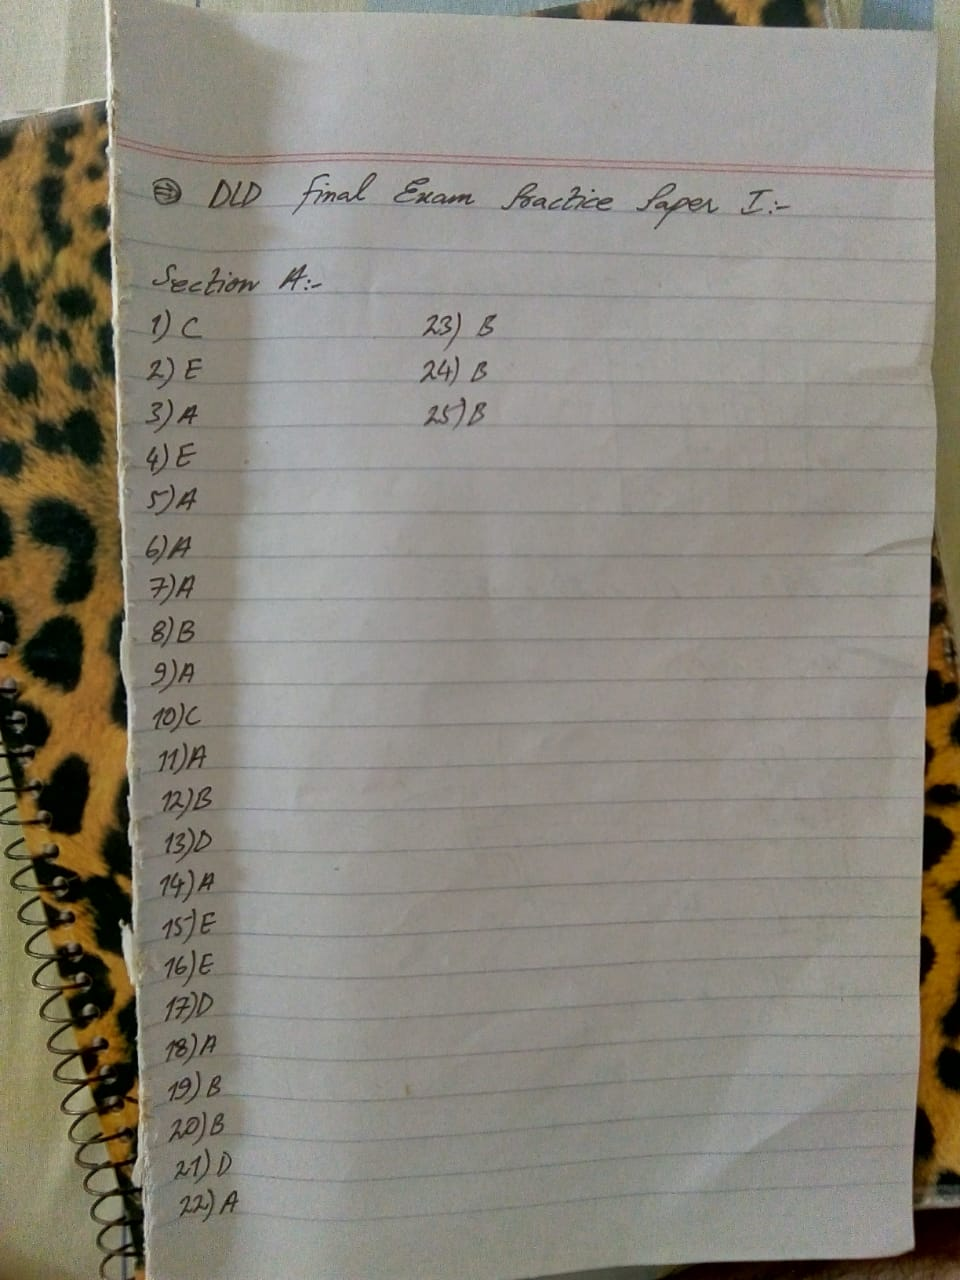 DLD Final Exam Practice Paper I:-
Section A:-
1) C
2) E
3) A
4) E
5) A
6) A
7) A
8) B
9) A
10) C
11) A
12) B
13) D
14) A
15) E
16) E
17) D
18) A
19) B
20) B
21) D
22) A
23) B
24) B
25) B